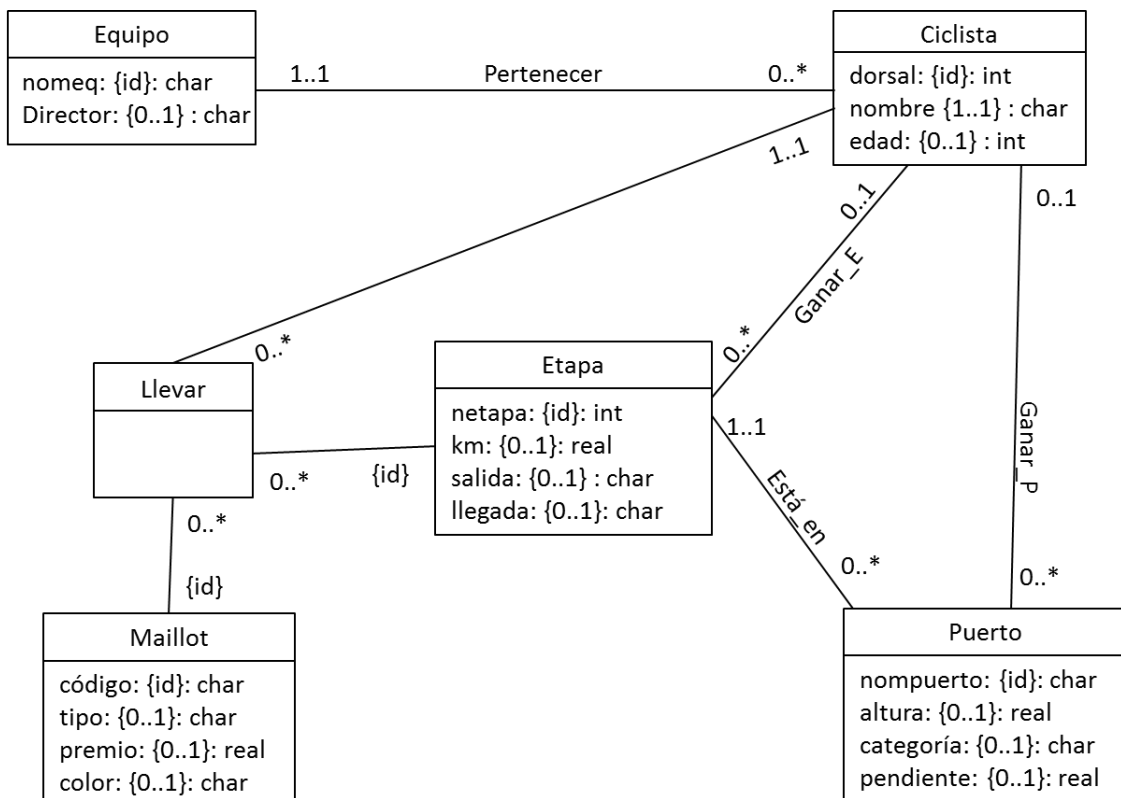 Equipo
nomeq: {id}: char
Director: {0..1} : char
1..1
Pertenecer
0..*
Ciclista
dorsal: {id}: int
nombre {1..1} : char
edad: {0..1} : int
1..1
0..1
0..1
Ganar_E
0..*
0..*
Llevar
0..*
{id}
0..*
{id}
Etapa
netapa: {id}: int
km: {0..1}: real
salida: {0..1} : char
llegada: {0..1}: char
1..1
Está_en
0..*
Ganar_P
0..*
Maillot
código: {id}: char
tipo: {0..1}: char
premio: {0..1}: real
color: {0..1}: char
Puerto
nompuerto: {id}: char
altura: {0..1}: real
categoría: {0..1}: char
pendiente: {0..1}: real